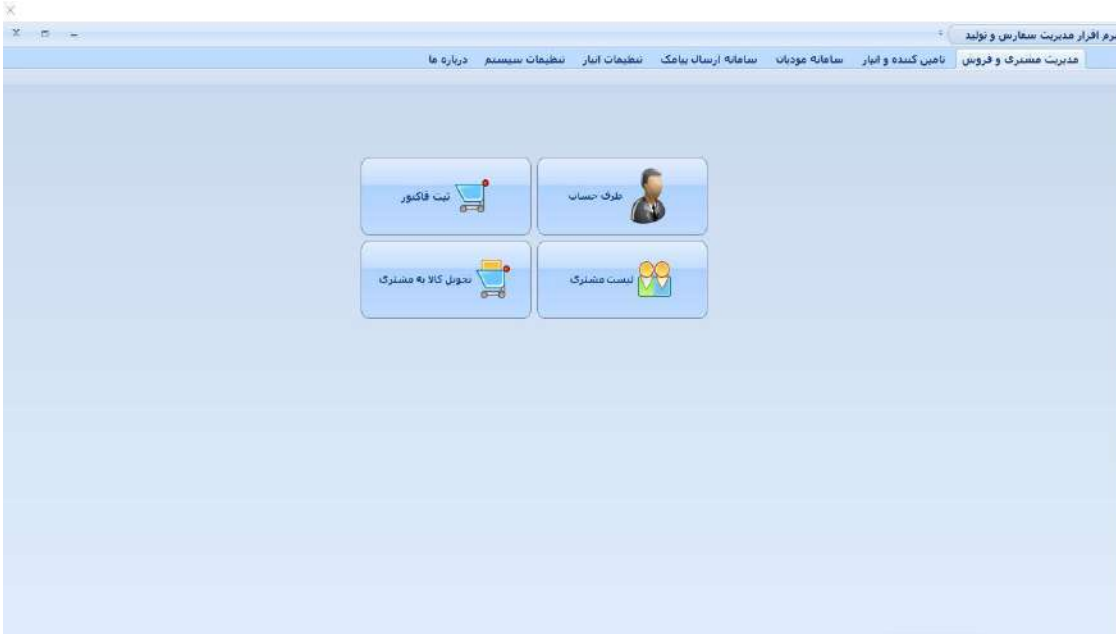 نرم افزار مدیریت سفارس و تولید
مدیریت مشتری و فروش تامین کننده و انبار سامانه مودیان سامانه ارسال پیامک تنظیمات انبار تنظیمات سیستم درباره ما
طرف حساب ثبت فاکتور
لیست مشتری تحویل کالا به مشتری